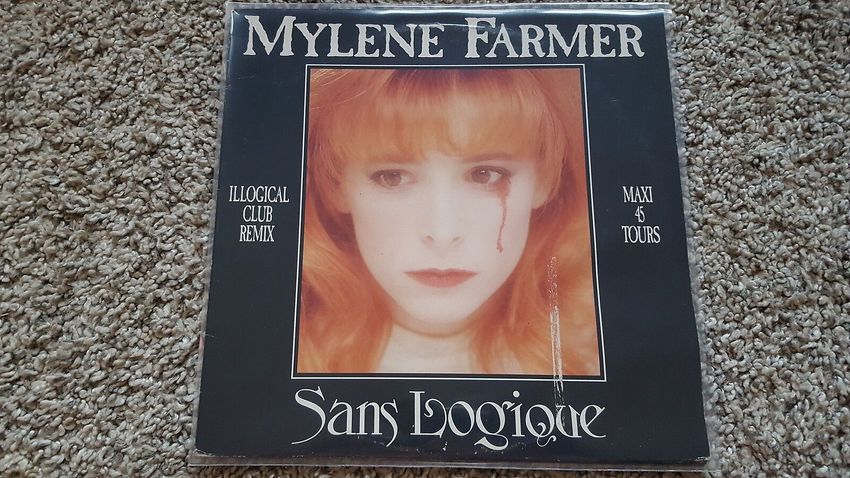 MYLENE FARMER
ILLOGICAL
CLUB
REMIX
MAXI
45
TOURS
Sans Logique